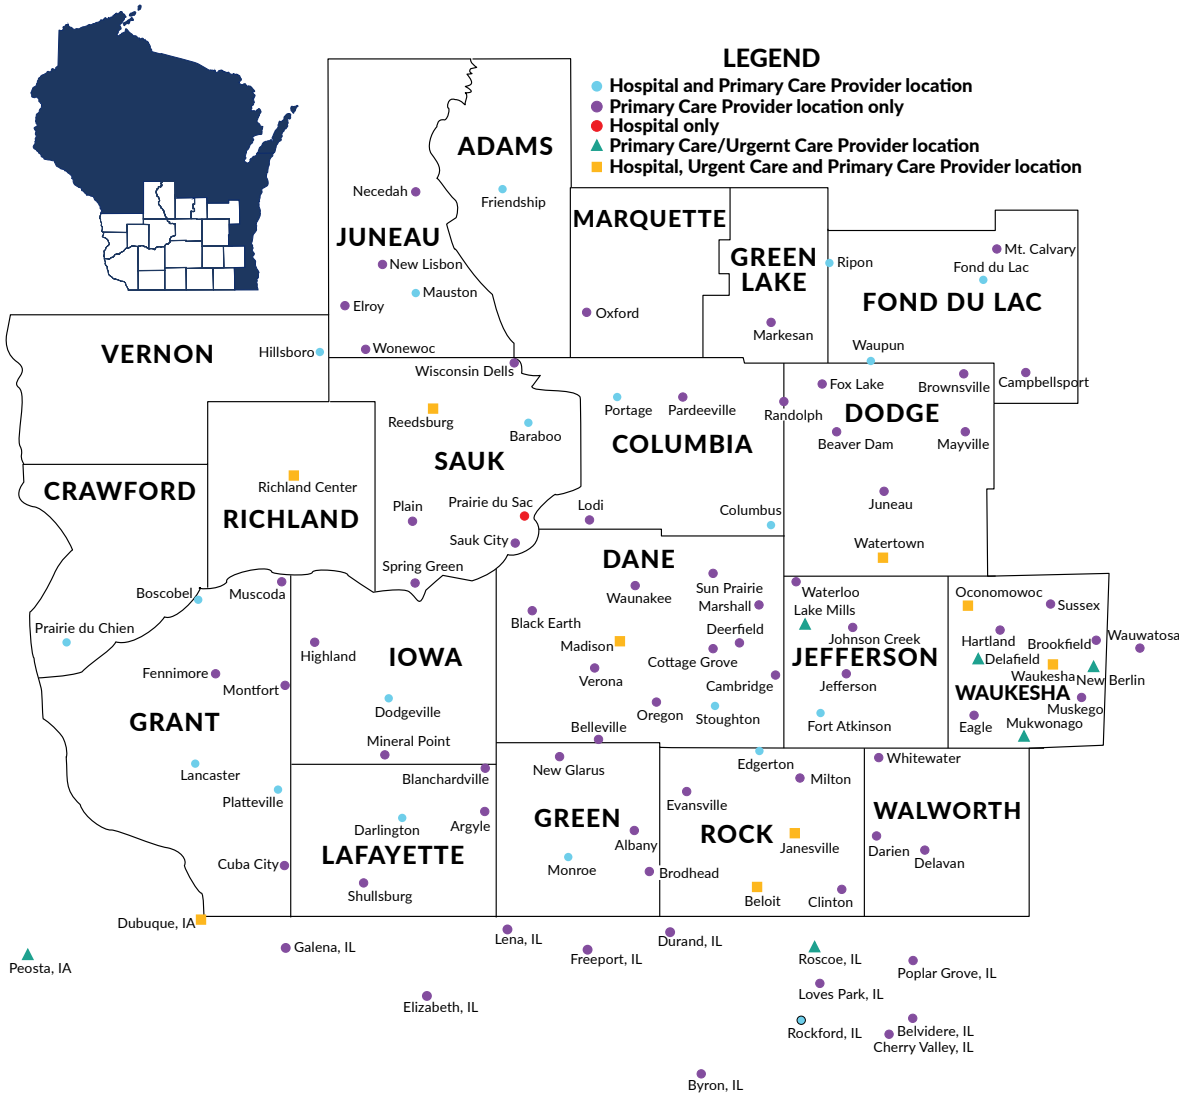 LEGEND
Hospital and Primary Care Provider location
Primary Care Provider location only
Hospital only
Primary Care/Urgernt Care Provider location
Hospital, Urgent Care and Primary Care Provider location
ADAMS
Necedah
Friendship
MARQUETTE
JUNEAU
GREEN
LAKE
Mt. Calvary
New Lisbon
Ripon
Fond du Lac
Mauston
FOND DU LAC
Elroy
Oxford
Markesan
VERNON
Hillsboro
Wonewoc
Waupun
Wisconsin Dells
Fox Lake
Brownsville
Campbellsport
Reedsburg
Portage
Pardeeville
Randolph
DODGE
Baraboo
COLUMBIA
Beaver Dam
Mayville
SAUK
CRAWFORD
Richland Center
RICHLAND
Plain
Prairie du Sac
Lodi
Columbus
Juneau
Sauk City
Watertown
DANE
Spring Green
Boscobel
Muscoda
Waunakee
Sun Prairie
Marshall
Waterloo
Lake Mills
Oconomowoc
Sussex
Prairie du Chien
Black Earth
Deerfield
Johnson Creek
Hartland
Brookfield
Wauwatosa
Highland
IOWA
Madison
Cottage Grove
JEFFERSON
Delafield
Waukesha
New Berlin
Fennimore
Montfort
Verona
Cambridge
Jefferson
WAUKESHA
Muskego
GRANT
Dodgeville
Oregon
Stoughton
Fort Atkinson
Eagle
Mukwonago
Mineral Point
Belleville
Lancaster
Platteville
Blanchardville
New Glarus
Edgerton
Milton
Whitewater
Darlington
Argyle
GREEN
Evansville
ROCK
WALWORTH
LAFAYETTE
Albany
Janesville
Darien
Delavan
Cuba City
Shullsburg
Monroe
Brodhead
Beloit
Clinton
Dubuque, IA
Galena, IL
Lena, IL
Freeport, IL
Durand, IL
Roscoe, IL
Peosta, IA
Poplar Grove, IL
Loves Park, IL
Elizabeth, IL
Rockford, IL
Belvidere, IL
Cherry Valley, IL
Byron, IL